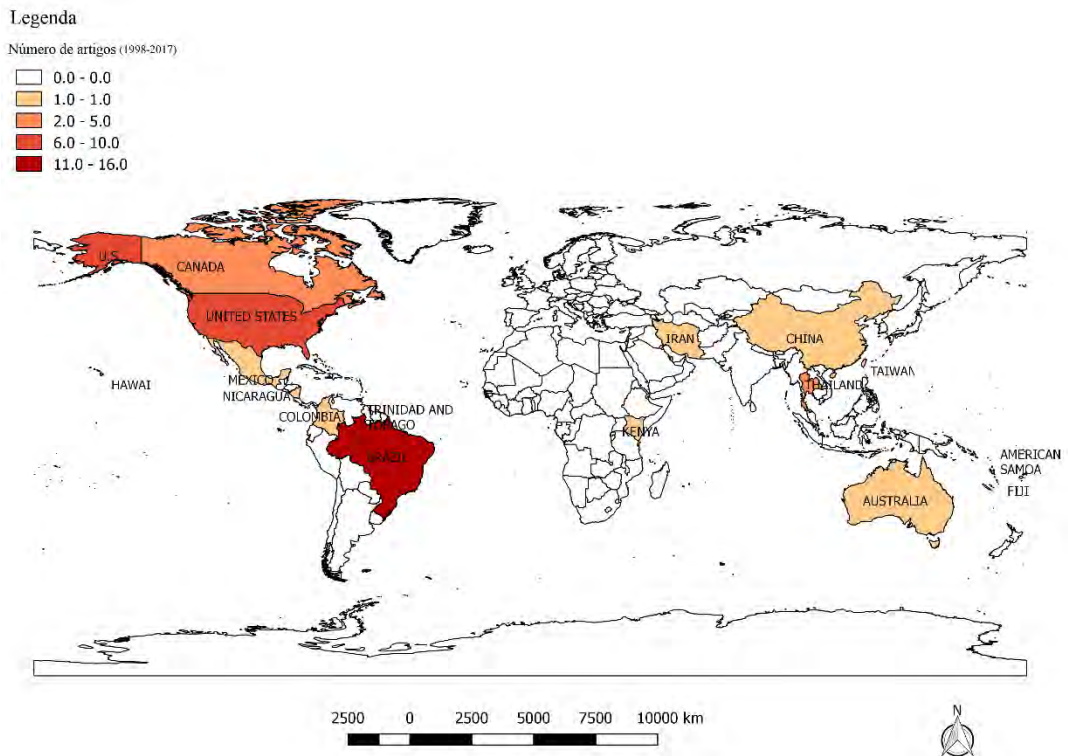 Legenda
Número de artigos (1998-2017)
0.0 - 0.0
1.0 - 1.0
2.0 - 5.0
6.0 - 10.0
11.0 - 16.0
U.S.
CANADA
UNITED STATES
IRAN
CHINA
HAWAI
MEXICO
TAIWAN
THAILAND
NICARAGUA
COLOMBIA
TRINIDAD AND
TOBAGO
KENYA
BRAZIL
AMERICAN
SAMOA
FIJI
AUSTRALIA
2500 0 2500 5000 7500 10000 km
N